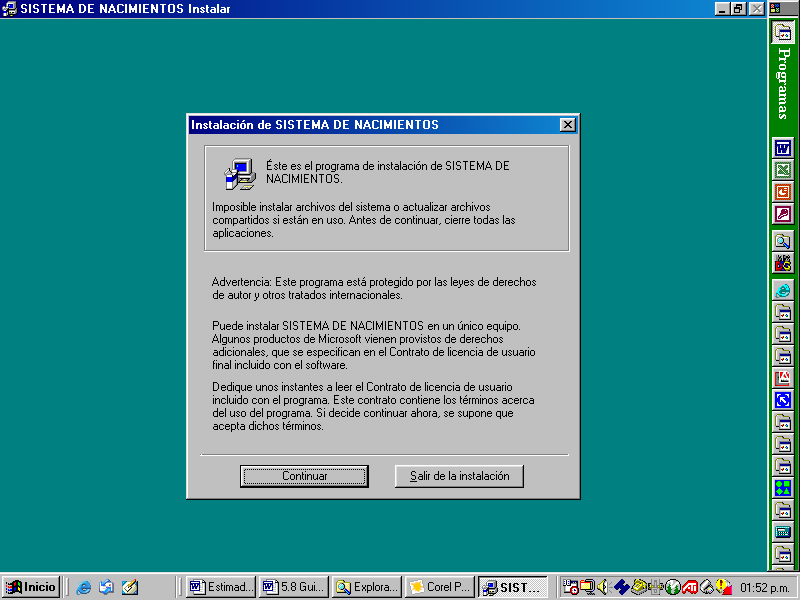 SISTEMA DE NACIMIENTOS Instalar
Programas
Instalación de SISTEMA DE NACIMIENTOS
Éste es el programa de instalación de SISTEMA DE
NACIMIENTOS.
Imposible instalar archivos del sistema o actualizar archivos
compartidos si están en uso. Antes de continuar, cierre todas las
aplicaciones.
Advertencia: Este programa está protegido por las leyes de derechos
de autor y otros tratados internacionales.
Puede instalar SISTEMA DE NACIMIENTOS en un único equipo.
Algunos productos de Microsoft vienen provistos de derechos
adicionales, que se especifican en el Contrato de licencia de usuario
final incluido con el software.
Dedique unos instantes a leer el Contrato de licencia de usuario
incluido con el programa. Este contrato contiene los términos acerca
del uso del programa. Si decide continuar ahora, se supone que
acepta dichos términos.
Continuar
Salir de la instalación
Inicio
Estimad...
5.8 Gui...
Explora...
Corel P...
SIST...
01:52 p.m.